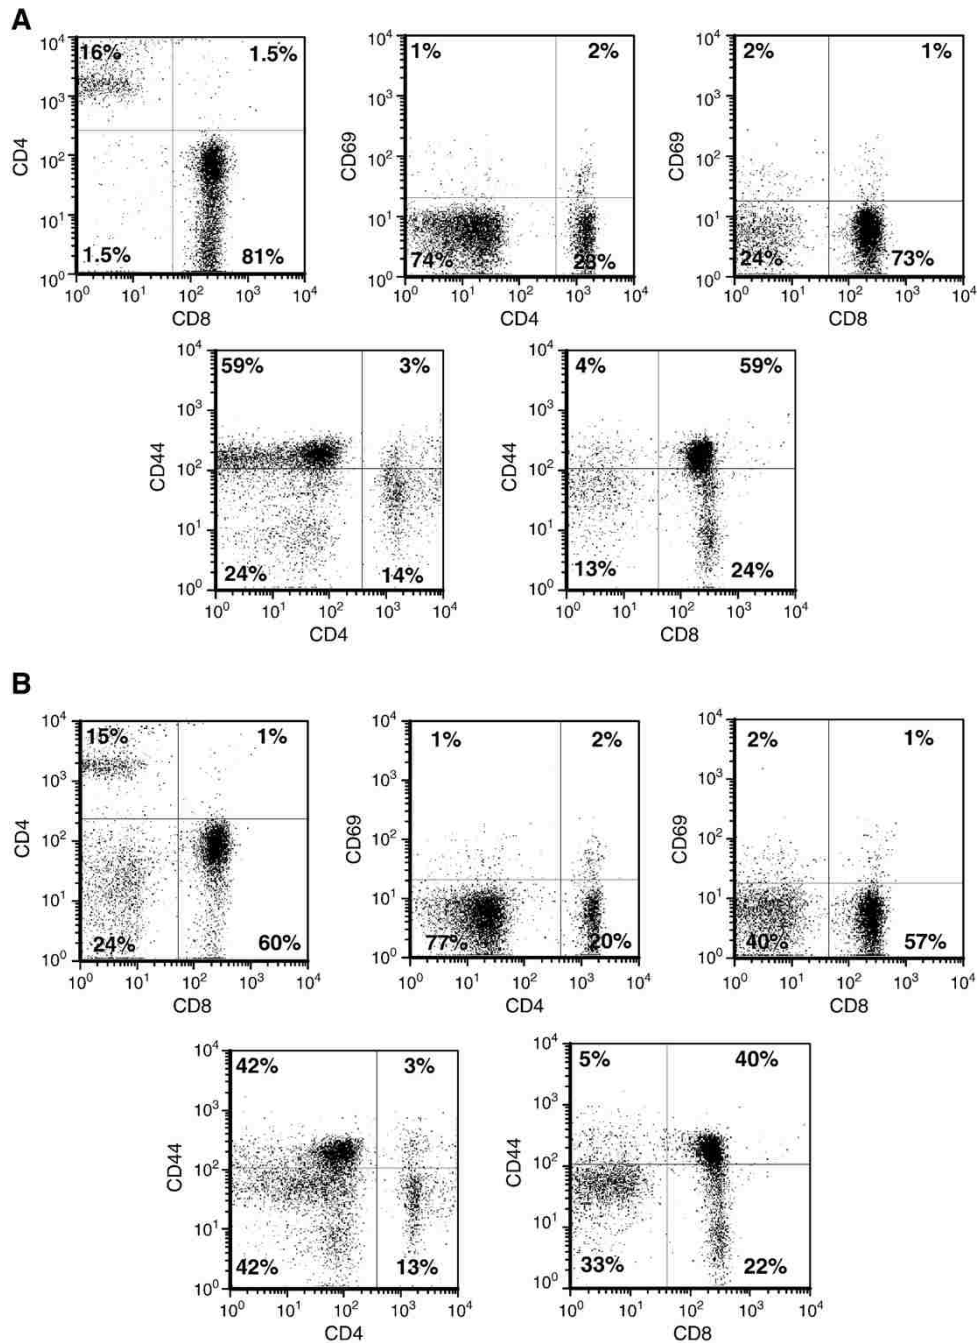 A
10⁴ 16% 1.5%
10³
CD4
10²
10¹
1.5% 81%
10⁰
10⁰ 10¹ 10² 10³ 10⁴
CD8
10⁴ 1% 2%
10³
CD69
10²
10¹
74% 23%
10⁰
10⁰ 10¹ 10² 10³ 10⁴
CD4
10⁴ 2% 1%
10³
CD69
10²
10¹
24% 73%
10⁰
10⁰ 10¹ 10² 10³ 10⁴
CD8
10⁴ 59% 3%
10³
CD44
10²
10¹
24% 14%
10⁰
10⁰ 10¹ 10² 10³ 10⁴
CD4
10⁴ 4% 59%
10³
CD44
10²
10¹
13% 24%
10⁰
10⁰ 10¹ 10² 10³ 10⁴
CD8
B
10⁴ 15% 1%
10³
CD4
10²
10¹
24% 60%
10⁰
10⁰ 10¹ 10² 10³ 10⁴
CD8
10⁴ 1% 2%
10³
CD69
10²
10¹
77% 20%
10⁰
10⁰ 10¹ 10² 10³ 10⁴
CD4
10⁴ 2% 1%
10³
CD69
10²
10¹
40% 57%
10⁰
10⁰ 10¹ 10² 10³ 10⁴
CD8
10⁴ 42% 3%
10³
CD44
10²
10¹
42% 13%
10⁰
10⁰ 10¹ 10² 10³ 10⁴
CD4
10⁴ 5% 40%
10³
CD44
10²
10¹
33% 22%
10⁰
10⁰ 10¹ 10² 10³ 10⁴
CD8